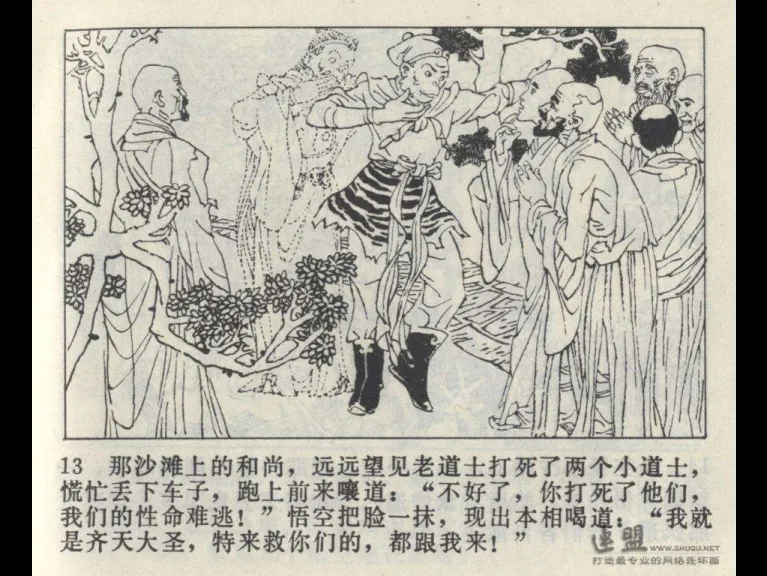 13 那沙滩上的和尚，远远望见老道士打死了两个小道士，
慌忙丢下车子，跑上前来嚷道：“不好了，你打死了他们，
我们的性命难逃！”悟空把脸一抹，现出本相喝道：“我就
是齐天大圣，特来救你们的，都跟我来！”
连盟 WWW.SHUQU.NET
打造最专业的网络连环画